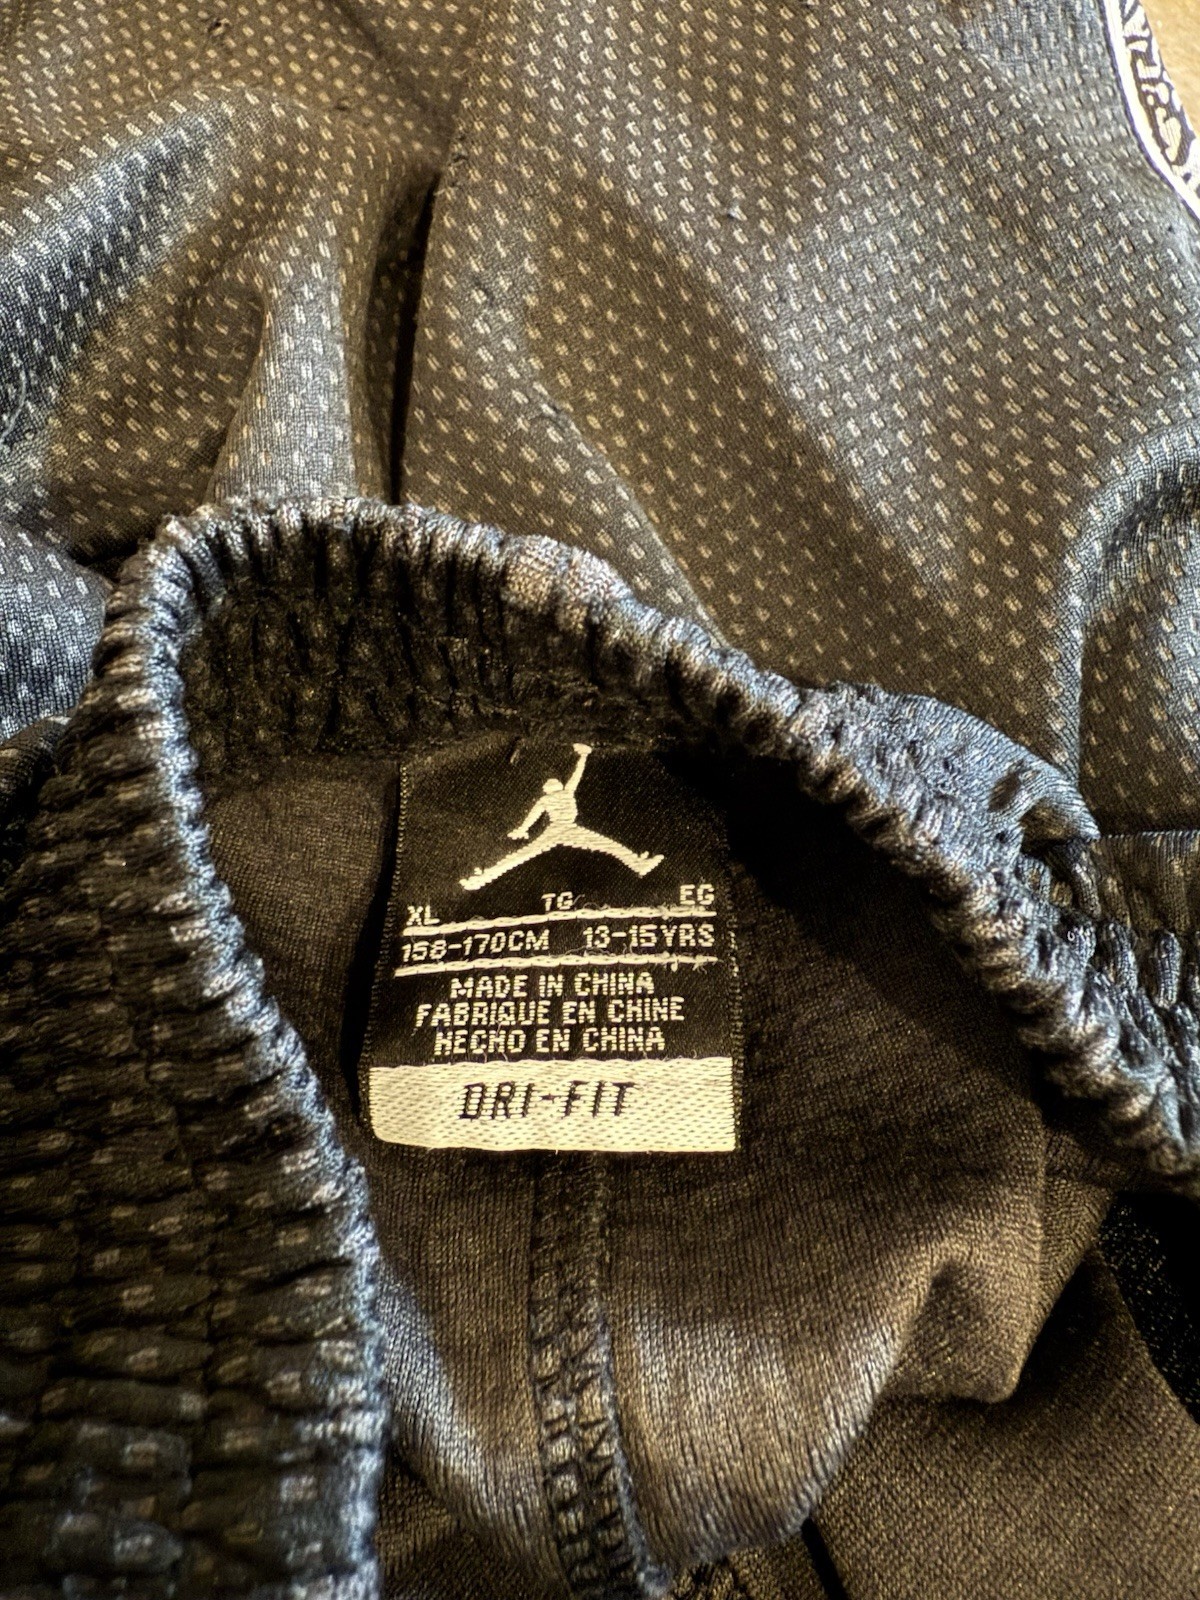 XL TG EG
158-170CM 13-15YRS
MADE IN CHINA
FABRIQUE EN CHINE
HECHO EN CHINA
DRI-FIT